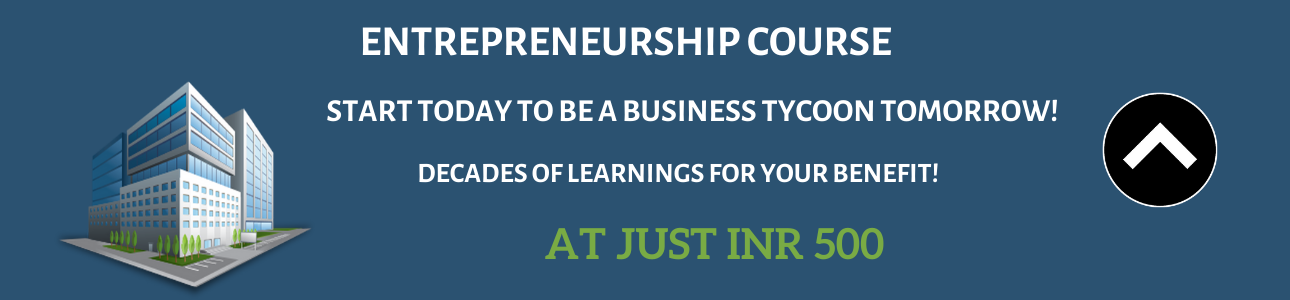 ENTREPRENEURSHIP COURSE
START TODAY TO BE A BUSINESS TYCOON TOMORROW!
DECADES OF LEARNINGS FOR YOUR BENEFIT!
AT JUST INR 500